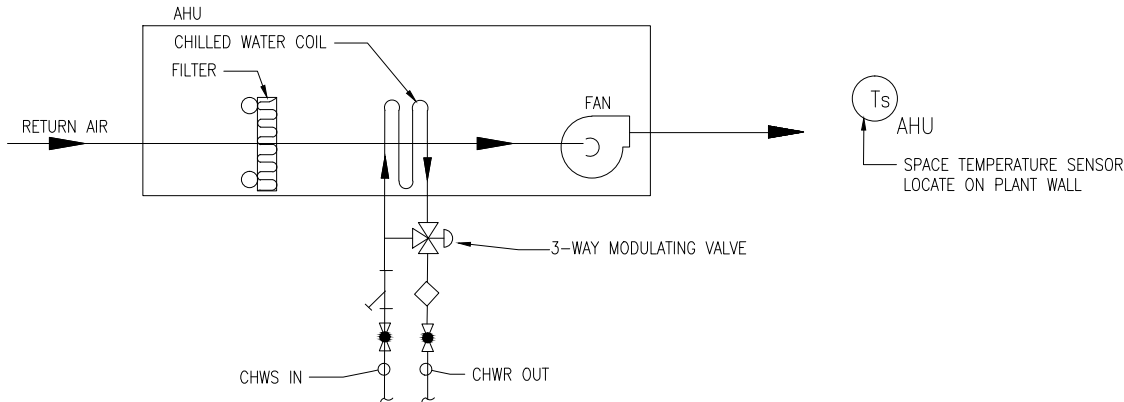 AHU
CHILLED WATER COIL
FILTER
FAN
RETURN AIR
Ts
AHU
SPACE TEMPERATURE SENSOR
LOCATE ON PLANT WALL
3-WAY MODULATING VALVE
CHWS IN
CHWR OUT